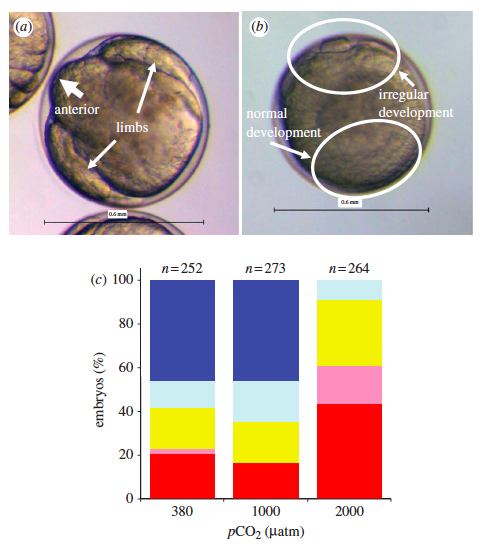 (a)
anterior
limbs
0.6 mm
(b)
irregular
development
normal
development
0.6 mm
(c)
n=252 n=273 n=264
100
80
60
40
20
0
embryos (%)
380 1000 2000
pCO2 (µatm)